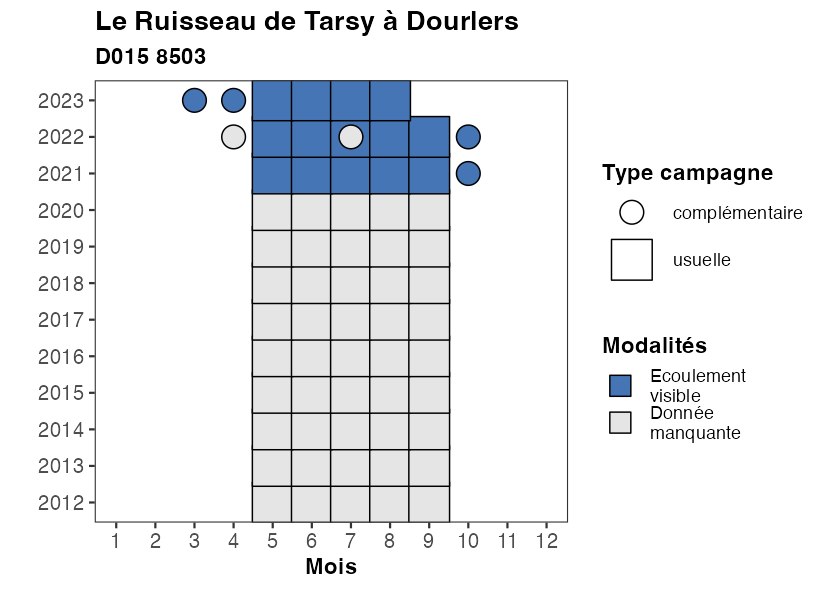 Le Ruisseau de Tarsy à Dourlers
D015 8503
2023
2022
2021
2020
2019
2018
2017
2016
2015
2014
2013
2012
1 2 3 4 5 6 7 8 9 10 11 12
Mois
Type campagne
complémentaire
usuelle
Modalités
Ecoulement
visible
Donnée
manquante